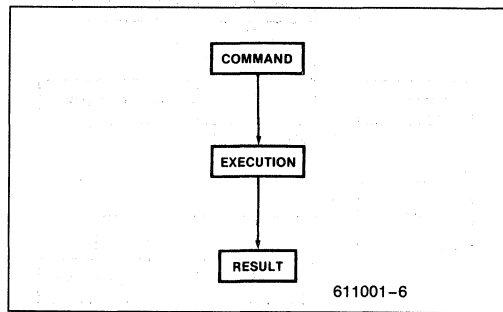 COMMAND
EXECUTION
RESULT
611001–6